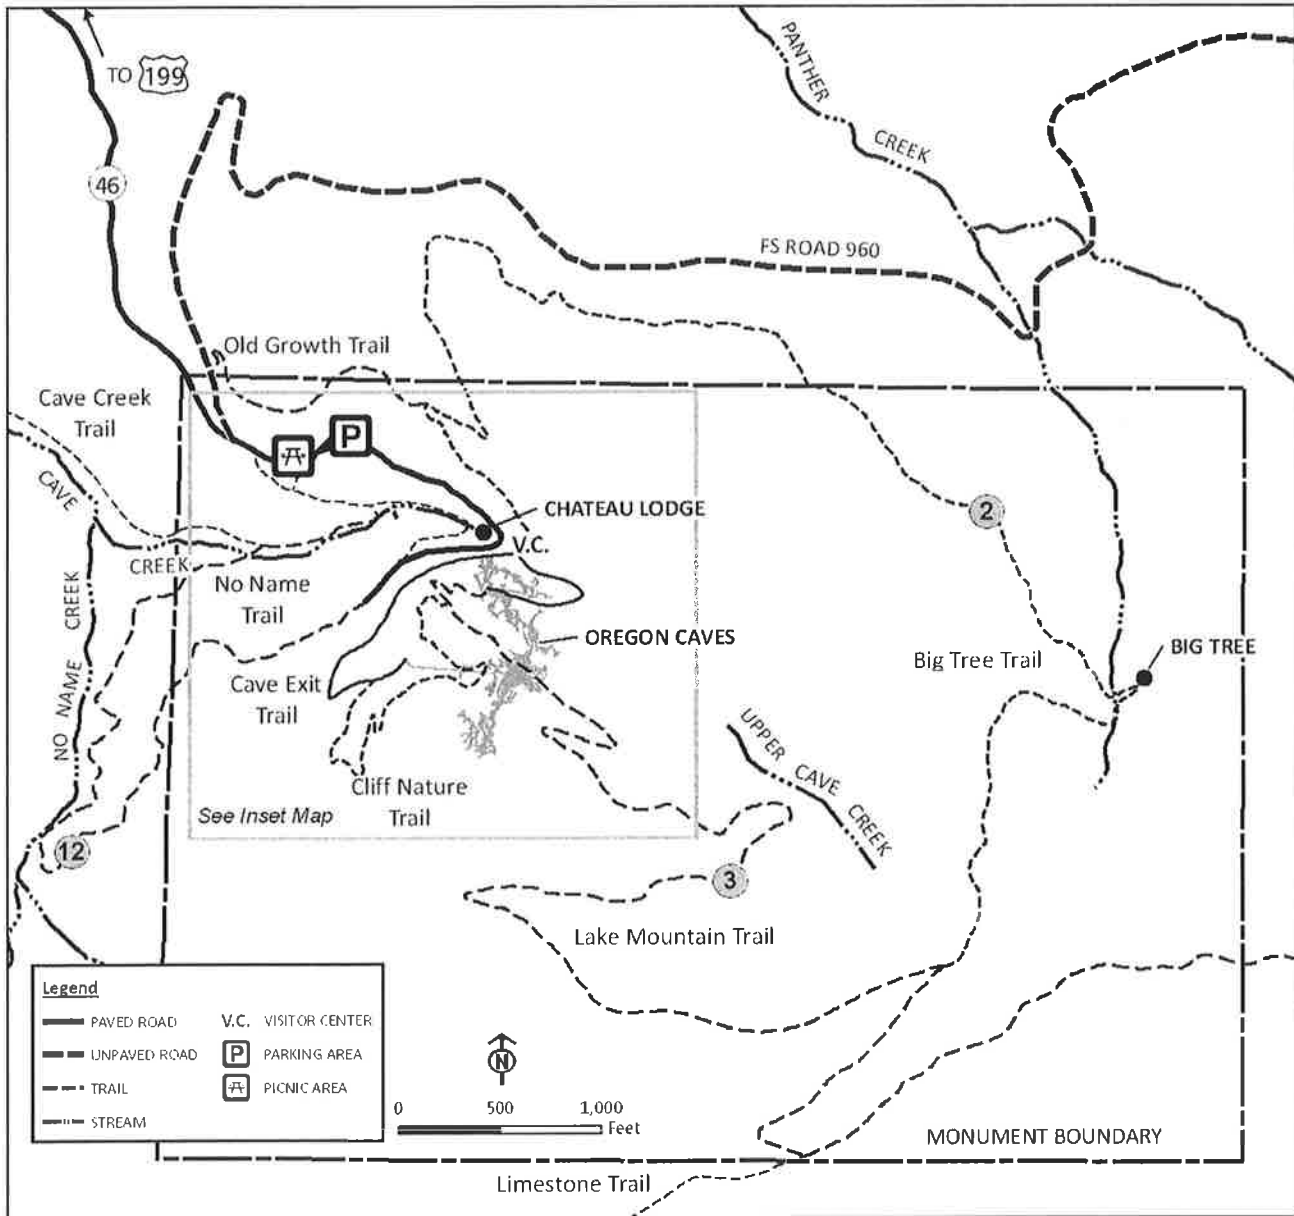 TO 199
PANTHER
CREEK
46
FS ROAD 960
Old Growth Trail
Cave Creek
Trail
P
CAVE
CREEK
2
CHATEAU LODGE
V.C.
NO NAME CREEK
No Name
Trail
OREGON CAVES
Big Tree Trail
BIG TREE
Cave Exit
Trail
UPPER CAVE CREEK
Cliff Nature
Trail
See Inset Map
12
3
Lake Mountain Trail
Legend
PAVED ROAD
V.C. VISITOR CENTER
UNPAVED ROAD
P PARKING AREA
TRAIL
PICNIC AREA
STREAM
N
0 500 1,000
Feet
MONUMENT BOUNDARY
Limestone Trail